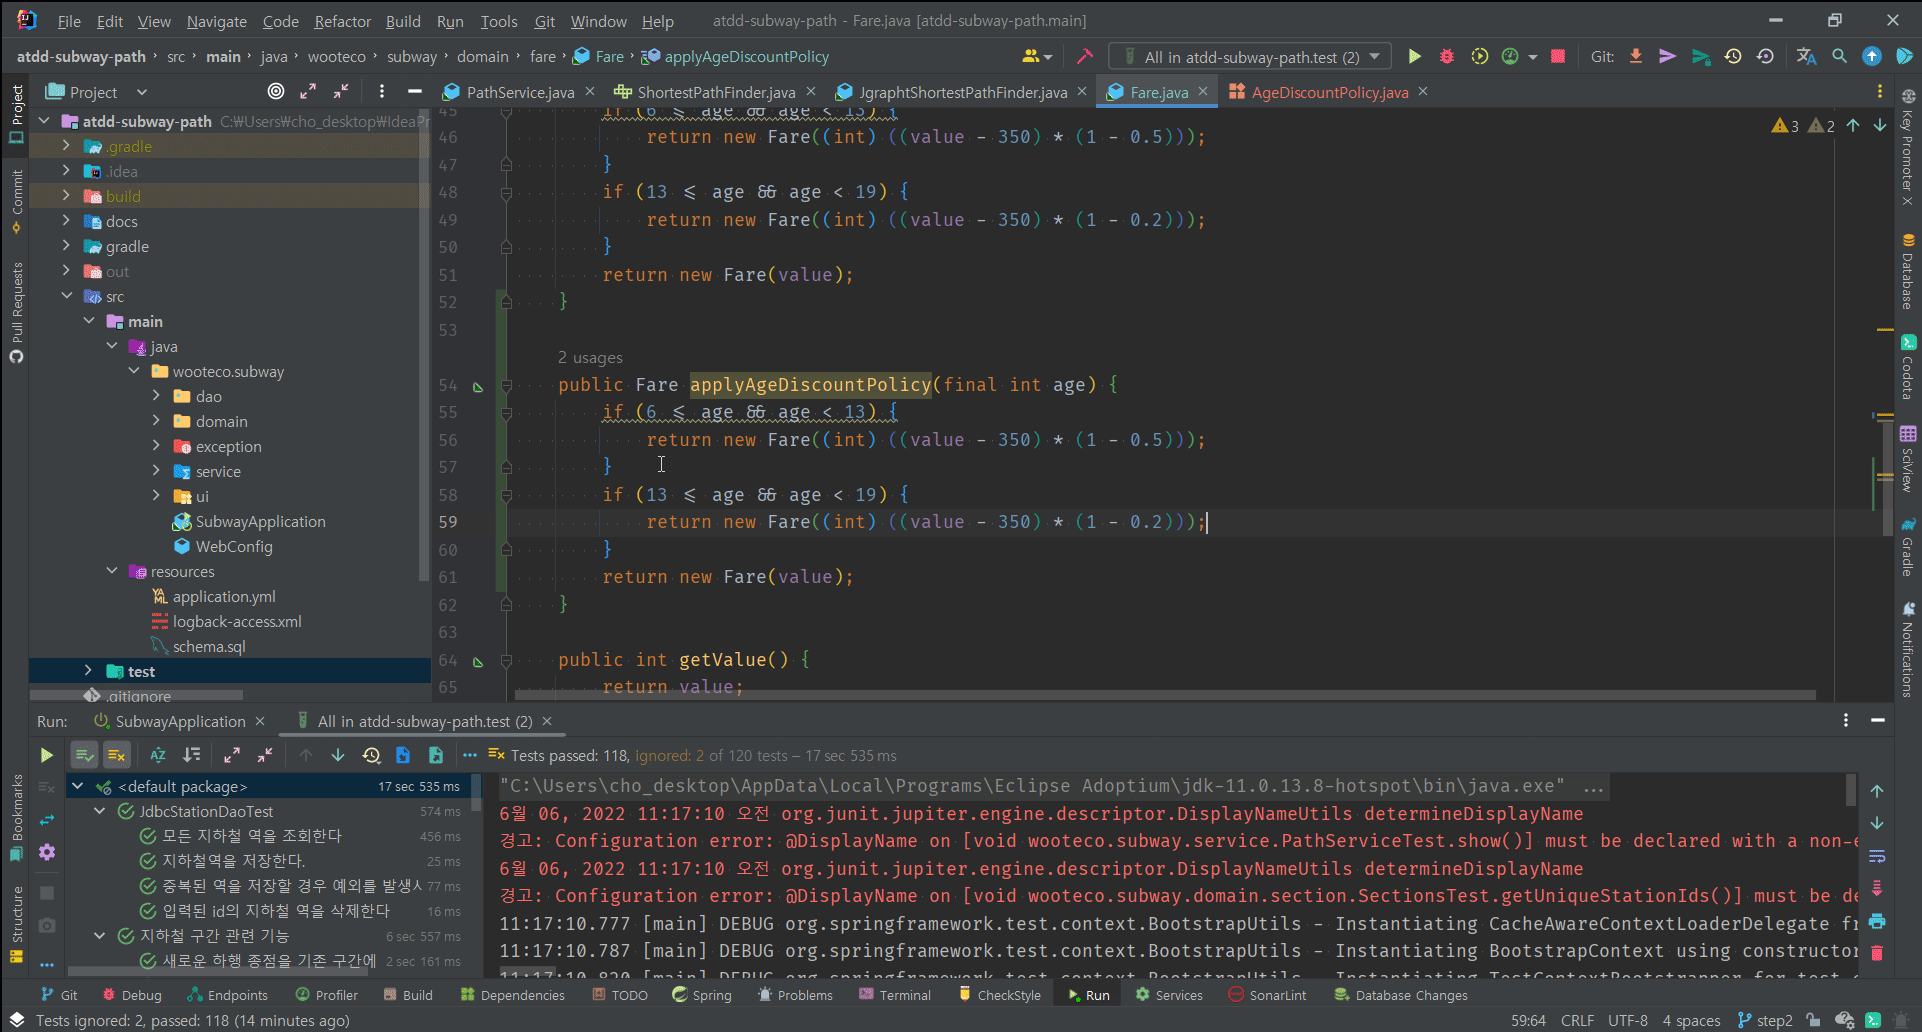 File Edit View Navigate Code Refactor Build Run Tools Git Window Help atdd-subway-path - Fare.java [atdd-subway-path.main]
atdd-subway-path › src › main › java › wooteco › subway › domain › fare › Fare › applyAgeDiscountPolicy
All in atdd-subway-path.test (2)
Git:
Project
PathService.java
ShortestPathFinder.java
JgraphtShortestPathFinder.java
Fare.java
AgeDiscountPolicy.java
Project
Commit
Pull Requests
Bookmarks
Structure
atdd-subway-path C:₩Users₩cho_desktop₩IdeaPr
.gradle
.idea
build
docs
gradle
out
src
main
java
wooteco.subway
dao
domain
exception
service
ui
SubwayApplication
WebConfig
resources
application.yml
logback-access.xml
schema.sql
test
.gitignore
3 2
45 if (6 <= age && age < 13) {
46 return new Fare((int) ((value - 350) * (1 - 0.5)));
47 }
48 if (13 <= age && age < 19) {
49 return new Fare((int) ((value - 350) * (1 - 0.2)));
50 }
51 return new Fare(value);
52 }
53
2 usages
54 public Fare applyAgeDiscountPolicy(final int age) {
55 if (6 <= age && age < 13) {
56 return new Fare((int) ((value - 350) * (1 - 0.5)));
57 }
58 if (13 <= age && age < 19) {
59 return new Fare((int) ((value - 350) * (1 - 0.2)));
60 }
61 return new Fare(value);
62 }
63
64 public int getValue() {
65 return value;
Key Promoter X
Database
Codota
SciView
Gradle
Notifications
Run: SubwayApplication All in atdd-subway-path.test (2)
Tests passed: 118, ignored: 2 of 120 tests – 17 sec 535 ms
<default package> 17 sec 535 ms
JdbcStationDaoTest 574 ms
모든 지하철 역을 조회한다 456 ms
지하철역을 저장한다. 25 ms
중복된 역을 저장할 경우 예외를 발생시 77 ms
입력된 id의 지하철 역을 삭제한다 16 ms
지하철 구간 관련 기능 6 sec 557 ms
새로운 하행 종점을 기존 구간에 2 sec 161 ms
"C:\Users\cho_desktop\AppData\Local\Programs\Eclipse Adoptium\jdk-11.0.13.8-hotspot\bin\java.exe" ...
6월 06, 2022 11:17:10 오전 org.junit.jupiter.engine.descriptor.DisplayNameUtils determineDisplayName
경고: Configuration error: @DisplayName on [void wooteco.subway.service.PathServiceTest.show()] must be declared with a non-e
6월 06, 2022 11:17:10 오전 org.junit.jupiter.engine.descriptor.DisplayNameUtils determineDisplayName
경고: Configuration error: @DisplayName on [void wooteco.subway.domain.section.SectionsTest.getUniqueStationIds()] must be de
11:17:10.777 [main] DEBUG org.springframework.test.context.BootstrapUtils - Instantiating CacheAwareContextLoaderDelegate fr
11:17:10.787 [main] DEBUG org.springframework.test.context.BootstrapUtils - Instantiating BootstrapContext using constructor
11:17:10.820 [main] DEBUG org.springframework.test.context.BootstrapUtils - Instantiating TestContextBootstrapper for test
Git Debug Endpoints Profiler Build Dependencies TODO Spring Problems Terminal CheckStyle Run Services SonarLint Database Changes
Tests ignored: 2, passed: 118 (14 minutes ago) 59:64 CRLF UTF-8 4 spaces step2